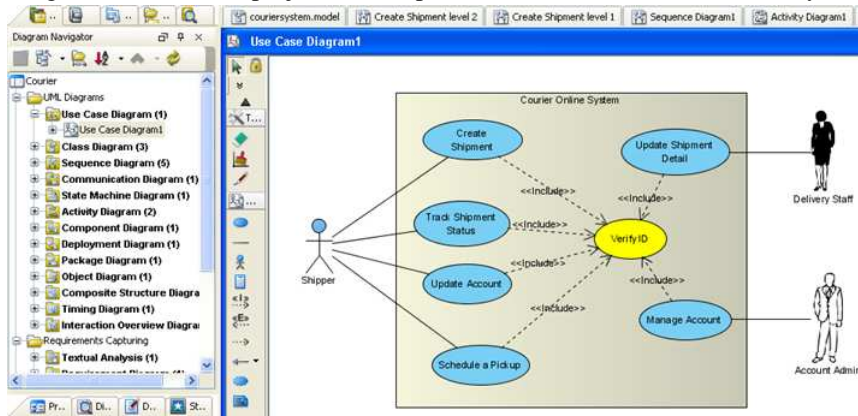 couriersystem.model
Create Shipment level 2
Create Shipment level 1
Sequence Diagram1
Activity Diagram1
Diagram Navigator
Use Case Diagram1
Courier
UML Diagrams
Use Case Diagram (1)
Use Case Diagram1
Class Diagram (3)
Sequence Diagram (5)
Communication Diagram (1)
State Machine Diagram (1)
Activity Diagram (2)
Component Diagram (1)
Deployment Diagram (1)
Package Diagram (1)
Object Diagram (1)
Composite Structure Diagra
Timing Diagram (1)
Interaction Overview Diagra
Requirements Capturing
Textual Analysis (1)
Pr..
Di..
D..
St..
T...
Courier Online System
Create
Shipment
Update Shipment
Detail
Delivery Staff
<<Include>>
<<Include>>
Track Shipment
Status
<<Include>>
VerifyID
Shipper
Update Account
<<Include>>
<<Include>>
<<Include>>
Manage Account
Schedule a Pickup
Account Admin